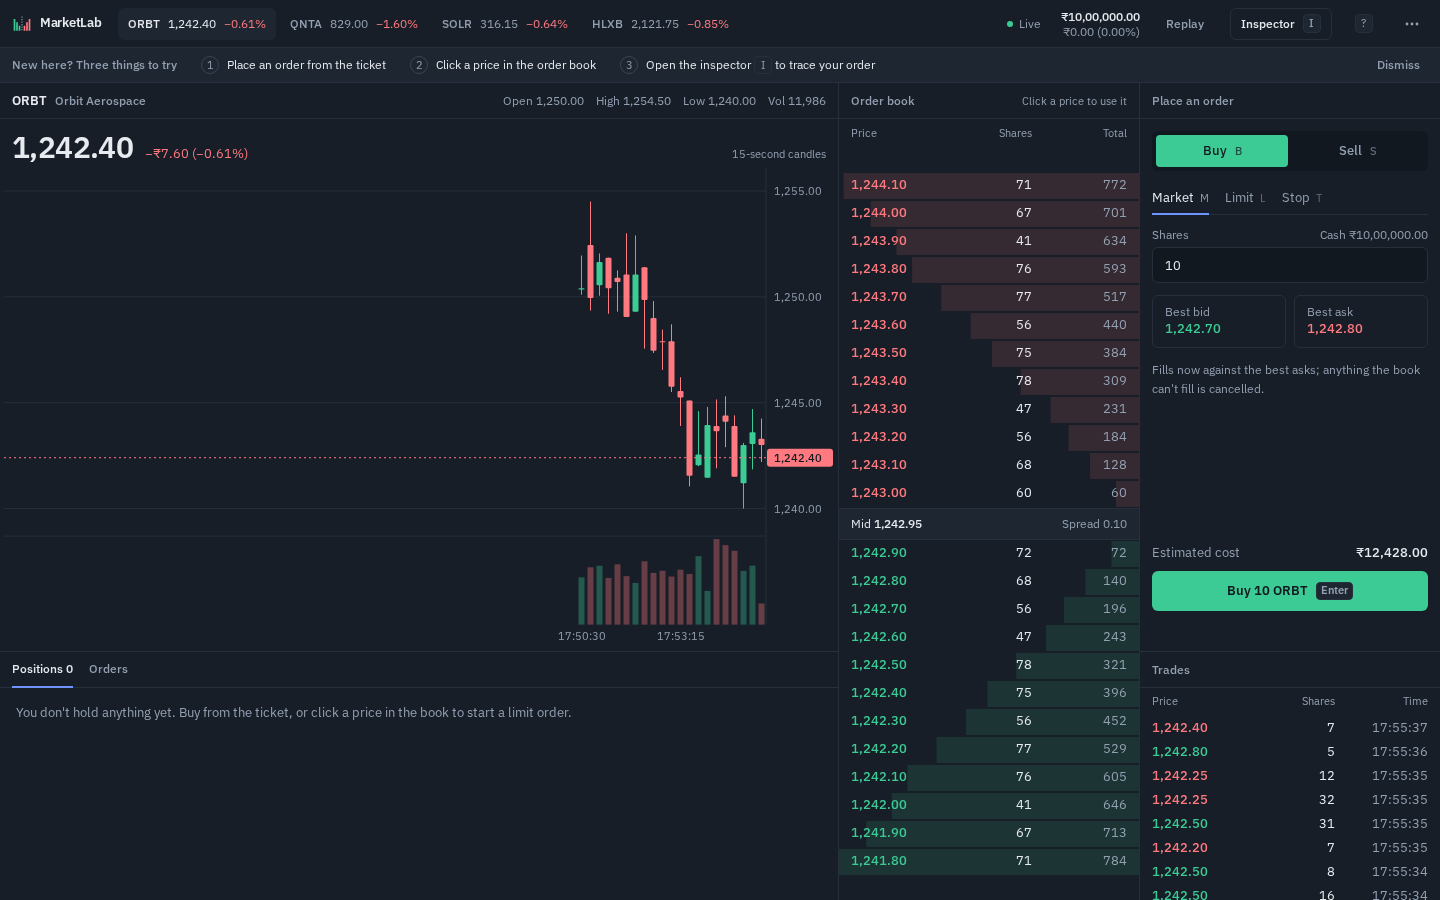 MarketLab ORBT 1,242.40 −0.61% QNTA 829.00 −1.60% SOLR 316.15 −0.64% HLXB 2,121.75 −0.85% Live ₹10,00,000.00 Replay Inspector I ? ···
₹0.00 (0.00%)
New here? Three things to try 1 Place an order from the ticket 2 Click a price in the order book 3 Open the inspector I to trace your order Dismiss
ORBT Orbit Aerospace Open 1,250.00 High 1,254.50 Low 1,240.00 Vol 11,986
1,242.40 −₹7.60 (−0.61%) 15-second candles
1,255.00
1,250.00
1,245.00
1,242.40
1,240.00
17:50:30 17:53:15
Positions 0 Orders
You don't hold anything yet. Buy from the ticket, or click a price in the book to start a limit order.
Order book Click a price to use it
Price Shares Total
1,244.10 71 772
1,244.00 67 701
1,243.90 41 634
1,243.80 76 593
1,243.70 77 517
1,243.60 56 440
1,243.50 75 384
1,243.40 78 309
1,243.30 47 231
1,243.20 56 184
1,243.10 68 128
1,243.00 60 60
Mid 1,242.95 Spread 0.10
1,242.90 72 72
1,242.80 68 140
1,242.70 56 196
1,242.60 47 243
1,242.50 78 321
1,242.40 75 396
1,242.30 56 452
1,242.20 77 529
1,242.10 76 605
1,242.00 41 646
1,241.90 67 713
1,241.80 71 784
Place an order
Buy B Sell S
Market M Limit L Stop T
Shares Cash ₹10,00,000.00
10
Best bid Best ask
1,242.70 1,242.80
Fills now against the best asks; anything the book
can't fill is cancelled.
Estimated cost ₹12,428.00
Buy 10 ORBT Enter
Trades
Price Shares Time
1,242.40 7 17:55:37
1,242.80 5 17:55:36
1,242.25 12 17:55:35
1,242.25 32 17:55:35
1,242.50 31 17:55:35
1,242.20 7 17:55:35
1,242.50 8 17:55:34
1,242.50 16 17:55:34